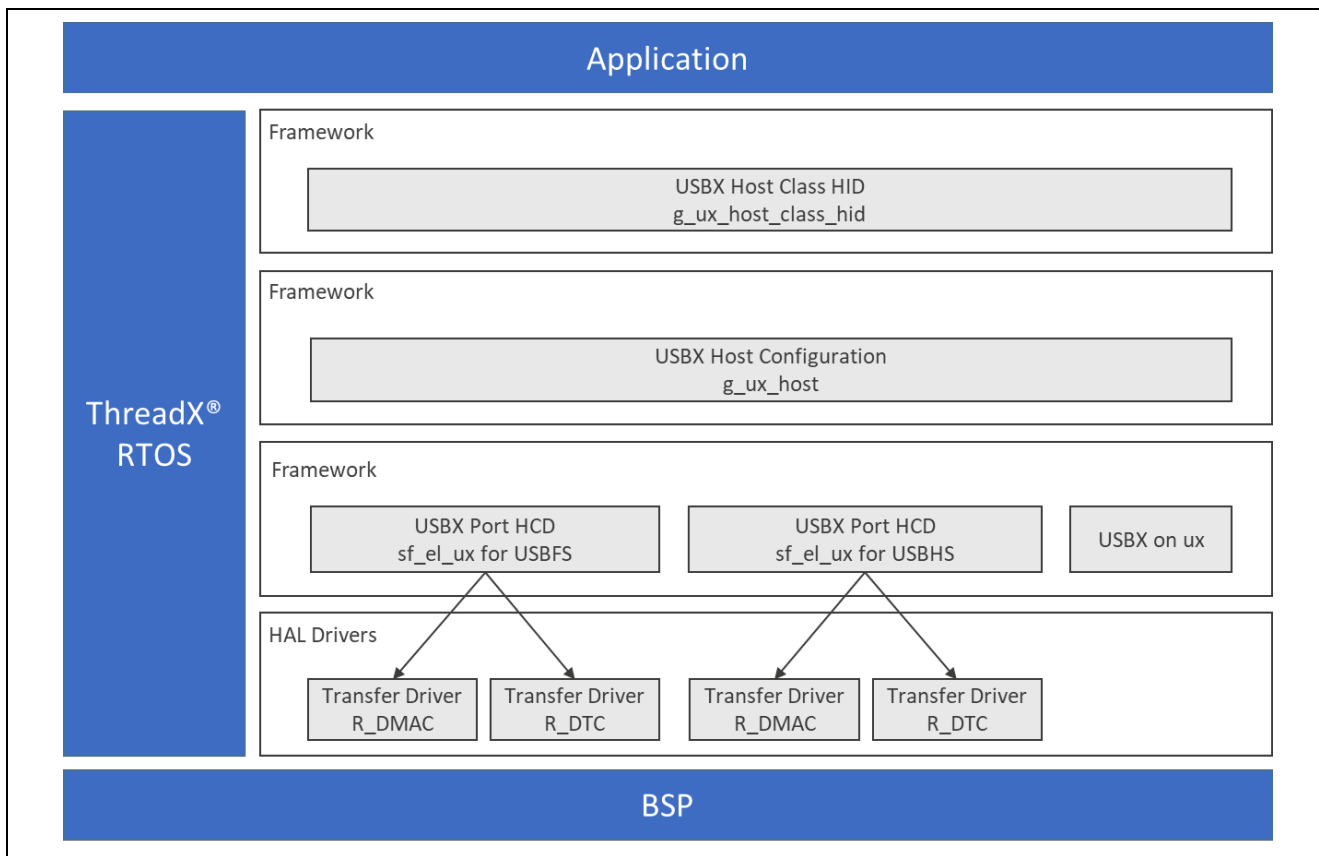 Application
ThreadX®
RTOS
Framework
USBX Host Class HID
g_ux_host_class_hid
Framework
USBX Host Configuration
g_ux_host
Framework
USBX Port HCD
sf_el_ux for USBFS
USBX Port HCD
sf_el_ux for USBHS
USBX on ux
HAL Drivers
Transfer Driver
R_DMAC
Transfer Driver
R_DTC
Transfer Driver
R_DMAC
Transfer Driver
R_DTC
BSP